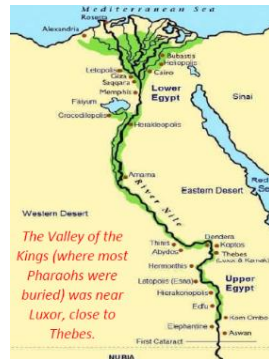 Mediterranean Sea
Rosetta
Alexandria
Bubastis
Heliopolis
Letopolis
Giza
Cairo
Saqqara
Memphis
Lower
Egypt
Sinai
Faiyum
Crocodilopolis
Herakleopolis
Amarna
River Nile
Eastern Desert
Red
Western Desert
The Valley of the
Kings (where most
Pharaohs were
buried) was near
Luxor, close to
Thebes.
Thinis
Abydos
Dendera
Koptos
Thebes
(Luxor & Karnak)
Hermonthis
Latopolis (Esna)
Upper
Egypt
Hierakonpolis
Edfu
Kom Ombo
Elephantine
Aswan
First Cataract
NUBIA